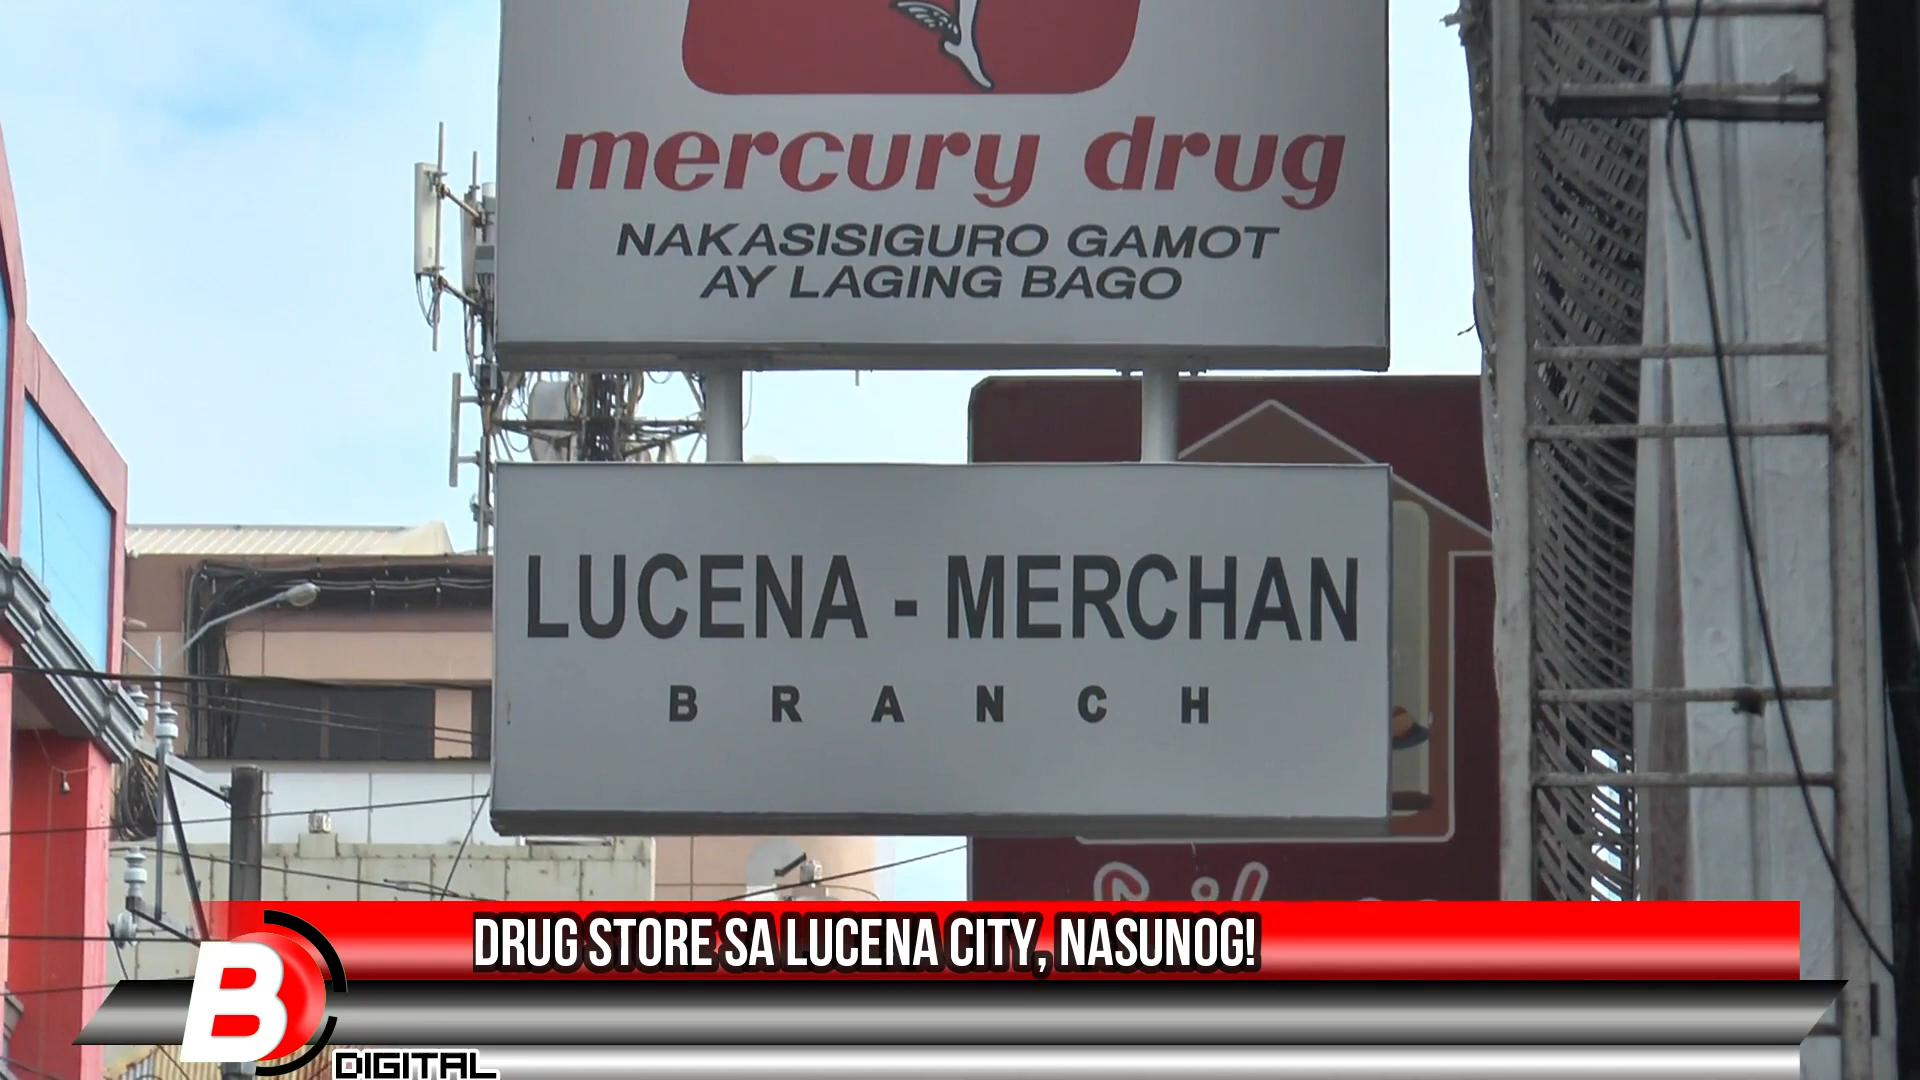 mercury drug
NAKASISIGURO GAMOT
AY LAGING BAGO
LUCENA - MERCHAN
BRANCH
DRUG STORE SA LUCENA CITY, NASUNOG!
B
DIGITAL